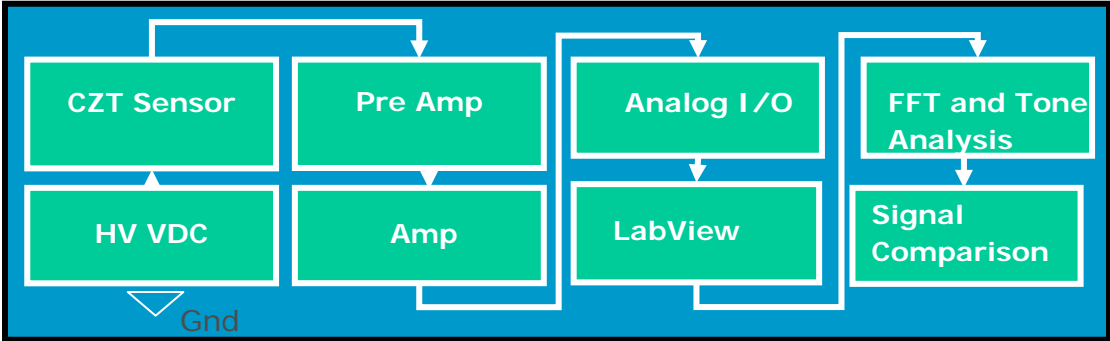 CZT Sensor
Pre Amp
Analog I/O
FFT and Tone
Analysis
HV VDC
Amp
LabView
Signal
Comparison
Gnd